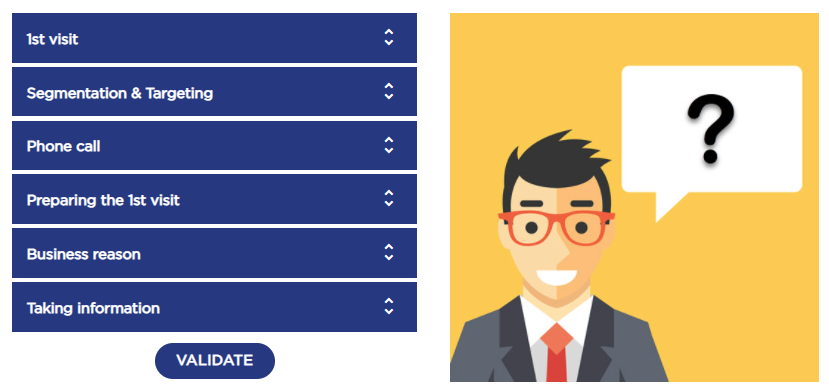 1st visit
Segmentation & Targeting
Phone call
Preparing the 1st visit
Business reason
Taking information
VALIDATE
?